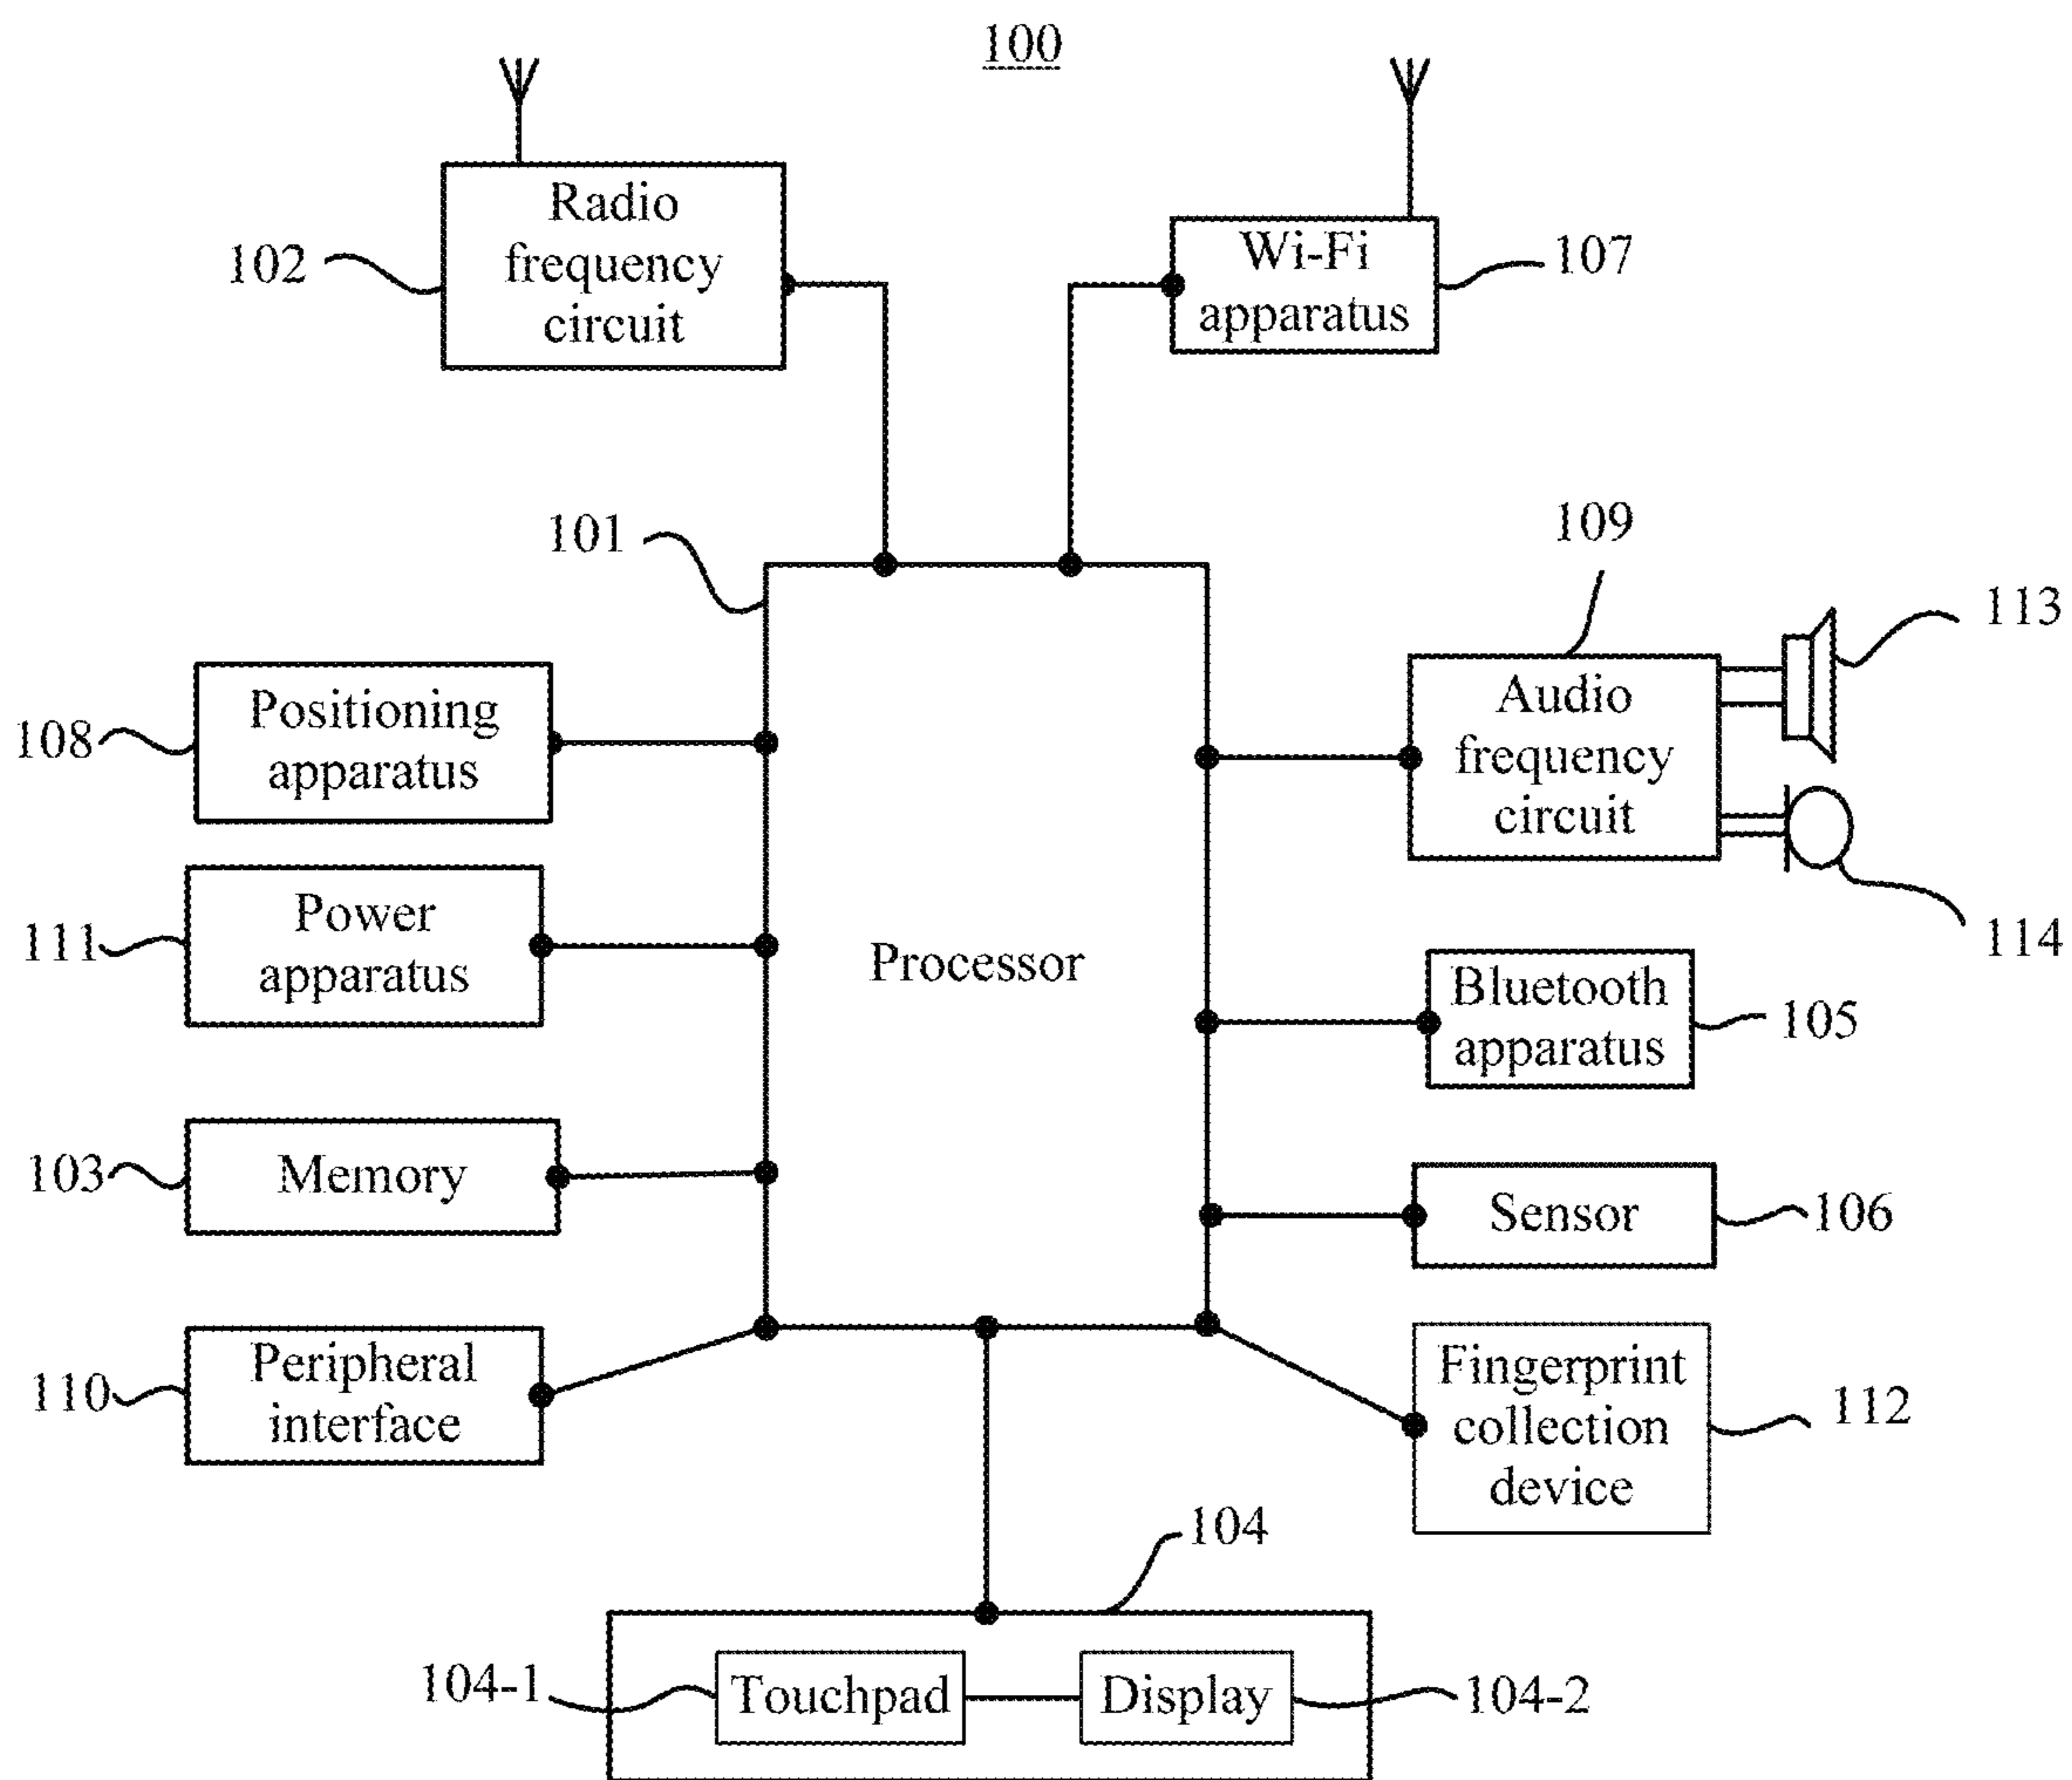 100
Radio
frequency
circuit
102
Wi-Fi
apparatus
107
101
109
113
Positioning
apparatus
108
Audio
frequency
circuit
114
Power
apparatus
111
Processor
Bluetooth
apparatus
105
103
Memory
Sensor
106
110
Peripheral
interface
Fingerprint
collection
device
112
104
104-1
Touchpad
Display
104-2